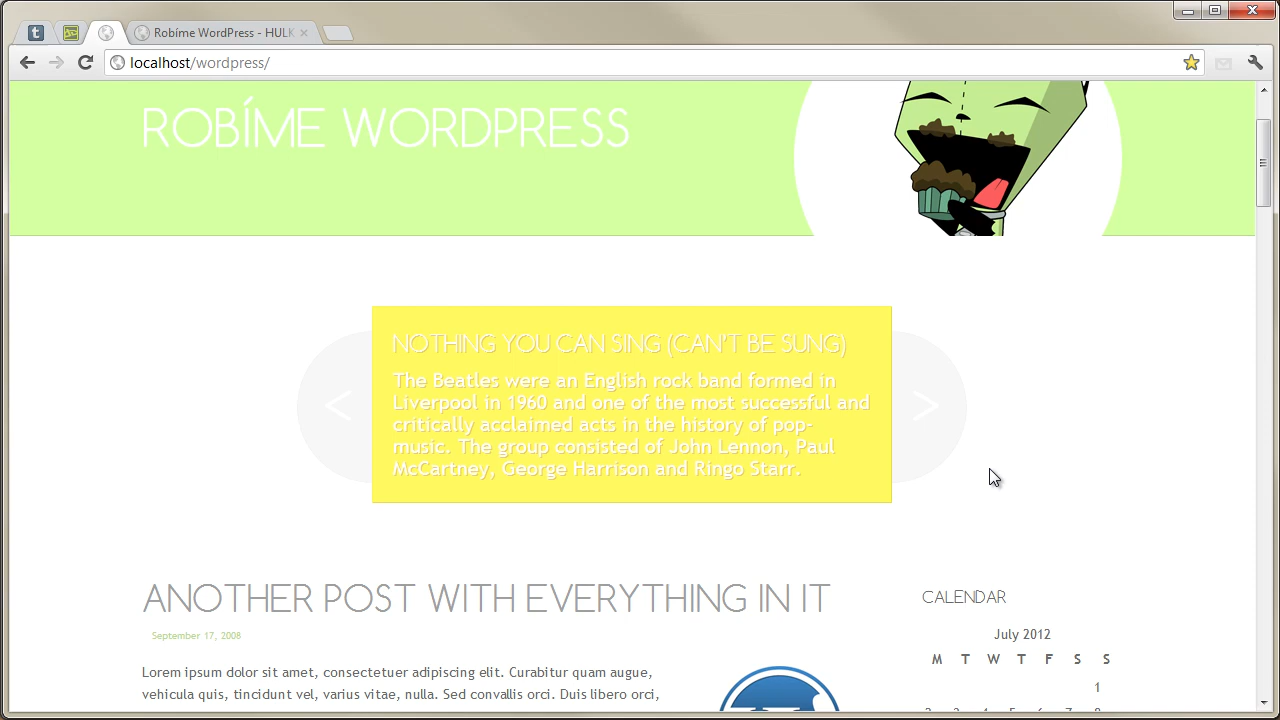 Robíme WordPress - HULK
localhost/wordpress/
ROBÍME WORDPRESS
NOTHING YOU CAN SING (CAN'T BE SUNG)
The Beatles were an English rock band formed in
Liverpool in 1960 and one of the most successful and
critically acclaimed acts in the history of pop-
music. The group consisted of John Lennon, Paul
McCartney, George Harrison and Ringo Starr.
<
>
ANOTHER POST WITH EVERYTHING IN IT
September 17, 2008
Lorem ipsum dolor sit amet, consectetuer adipiscing elit. Curabitur quam augue,
vehicula quis, tincidunt vel, varius vitae, nulla. Sed convallis orci. Duis libero orci,
CALENDAR
July 2012
M T W T F S S
1